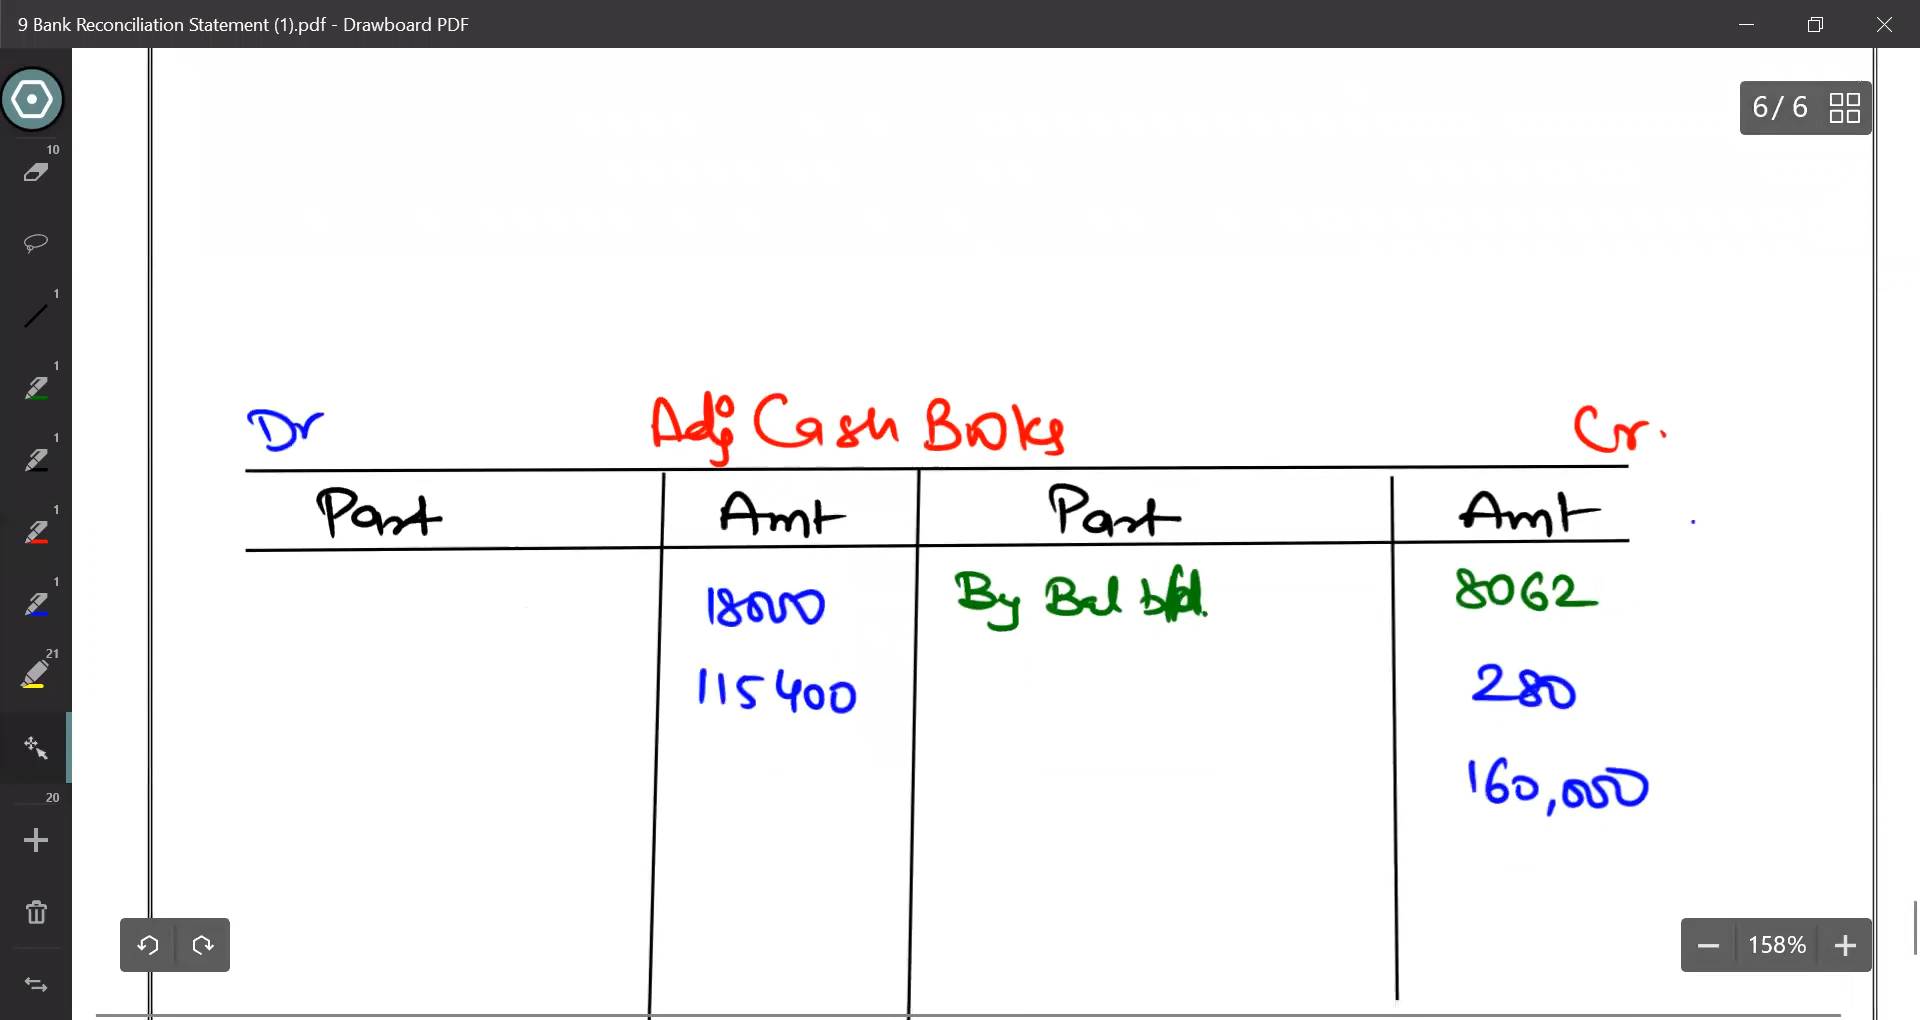 9 Bank Reconciliation Statement (1).pdf - Drawboard PDF
6 / 6
10
1
1
1
1
1
21
20
Dr Adj Cash Books Cr.
Part Amt Part Amt
18000 By Bal b/d. 8062
115400 280
160,000
158%